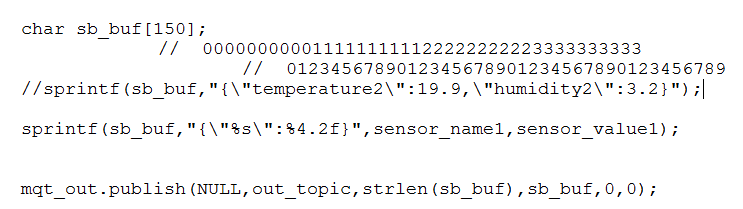 char sb_buf[150];
// 0000000000111111111122222222223333333333
// 0123456789012345678901234567890123456789
//sprintf(sb_buf,"{\"temperature2\":19.9,\"humidity2\":3.2}");
sprintf(sb_buf,"{\"%s\":%4.2f}",sensor_name1,sensor_value1);
mqt_out.publish(NULL,out_topic,strlen(sb_buf),sb_buf,0,0);